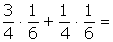 3/4 · 1/6 + 1/4 · 1/6 =